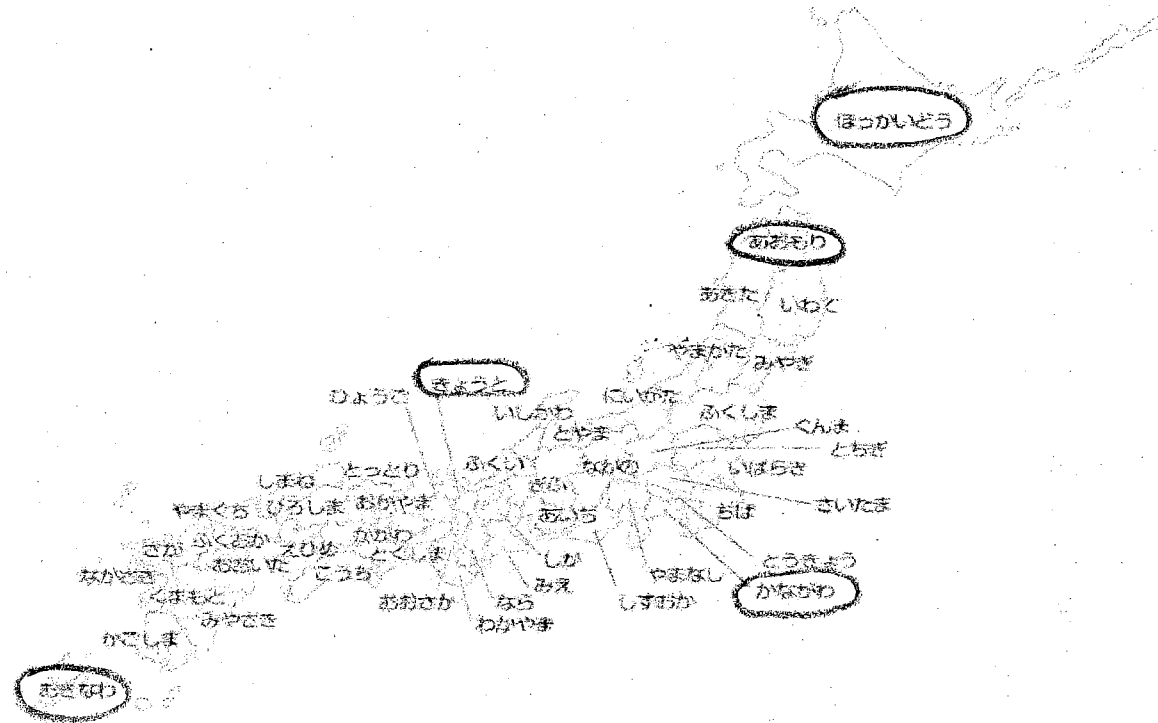 ほっかいどう
あおもり
あきた
いわて
やまがた
みやぎ
きょうと
ひょうご
にいがた
いしかわ
ふくしま
とやま
ぐんま
とちぎ
ふくい
ながの
いばらき
とっとり
しまね
ぎふ
おかやま
ひろしま
やまぐち
さいたま
ちば
あいち
かがわ
ふくおか
えひめ
とくしま
さが
しが
とうきょう
おおいた
こうち
やまなし
ながさき
みえ
かながわ
くまもと
おおさか
なら
しずおか
みやざき
わかやま
かごしま
おきなわ